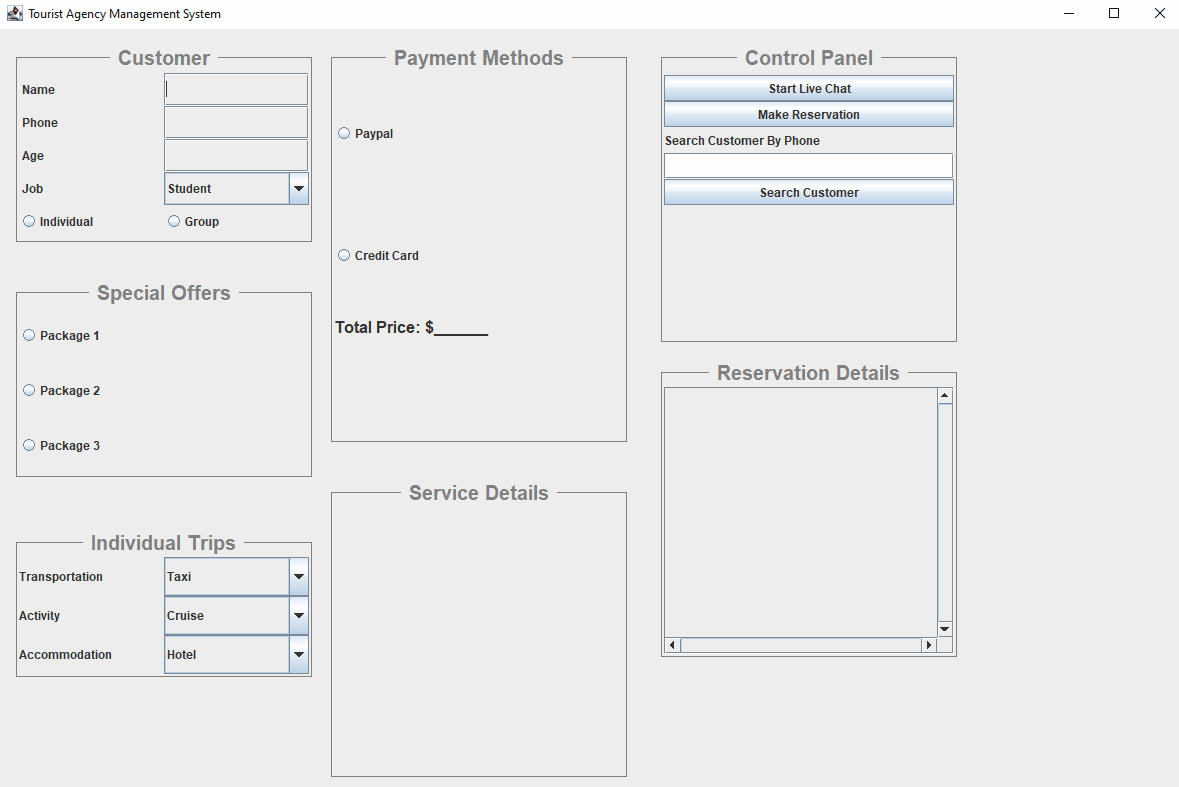 Tourist Agency Management System
Customer
Name
Phone
Age
Job
Student
Individual
Group
Special Offers
Package 1
Package 2
Package 3
Individual Trips
Transportation
Taxi
Activity
Cruise
Accommodation
Hotel
Payment Methods
Paypal
Credit Card
Total Price: $______
Service Details
Control Panel
Start Live Chat
Make Reservation
Search Customer By Phone
Search Customer
Reservation Details